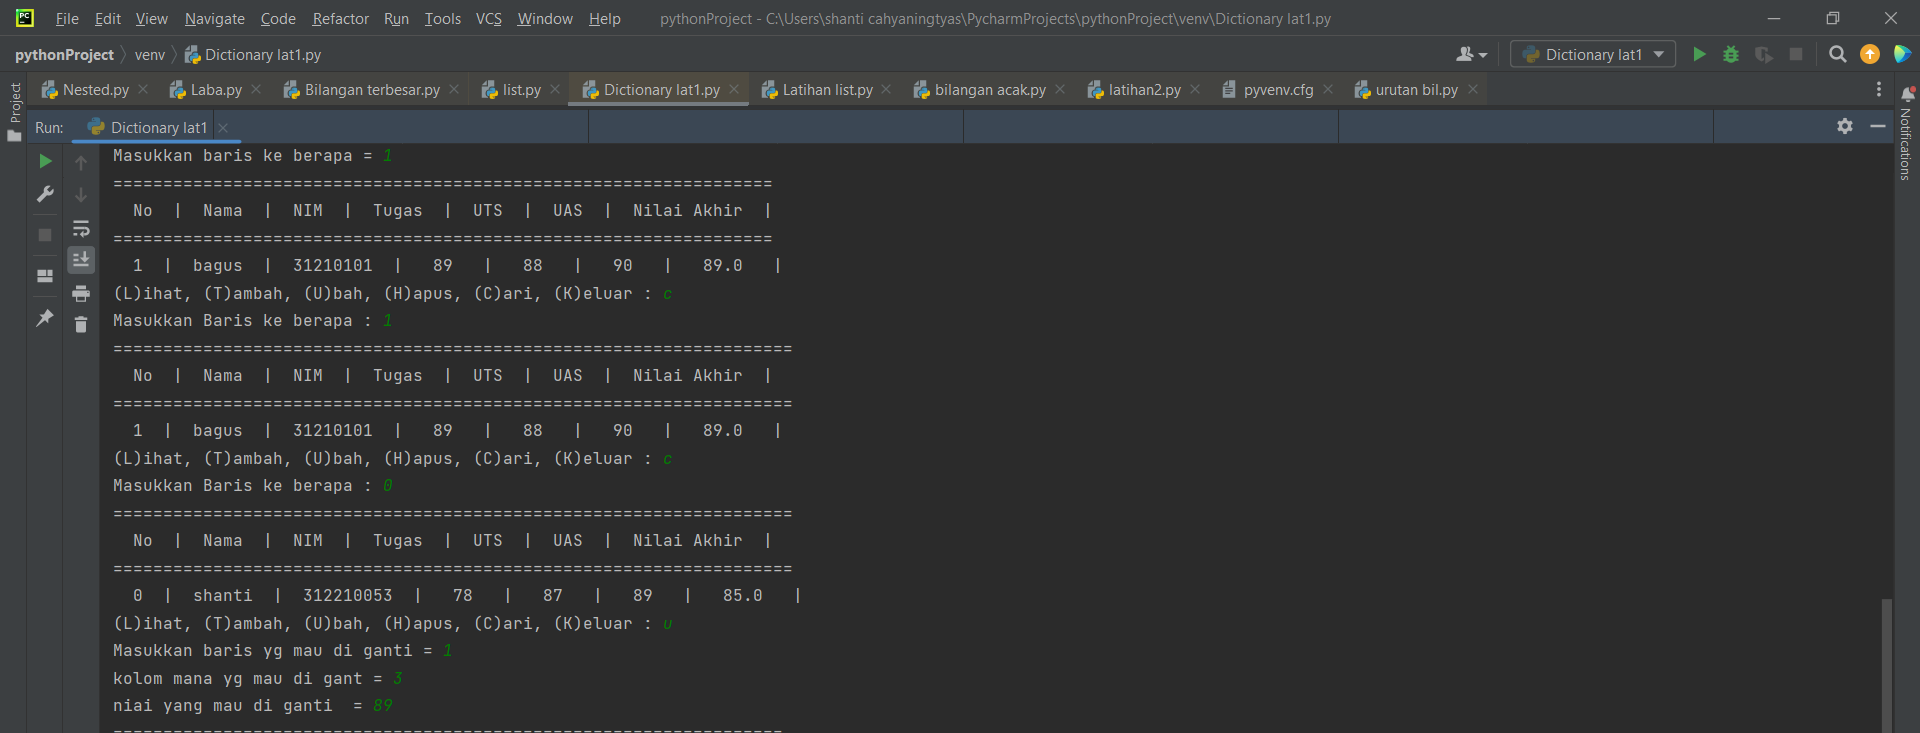 PC
File Edit View Navigate Code Refactor Run Tools VCS Window Help pythonProject - C:\Users\shanti cahyaningtyas\PycharmProjects\pythonProject\venv\Dictionary lat1.py
pythonProject venv Dictionary lat1.py Dictionary lat1
Project
Nested.py Laba.py Bilangan terbesar.py list.py Dictionary lat1.py Latihan list.py bilangan acak.py latihan2.py pyvenv.cfg urutan bil.py
Notifications
Run: Dictionary lat1
Masukkan baris ke berapa = 1
==================================================================
No | Nama | NIM | Tugas | UTS | UAS | Nilai Akhir |
==================================================================
1 | bagus | 31210101 | 89 | 88 | 90 | 89.0 |
(L)ihat, (T)ambah, (U)bah, (H)apus, (C)ari, (K)eluar : c
Masukkan Baris ke berapa : 1
====================================================================
No | Nama | NIM | Tugas | UTS | UAS | Nilai Akhir |
====================================================================
1 | bagus | 31210101 | 89 | 88 | 90 | 89.0 |
(L)ihat, (T)ambah, (U)bah, (H)apus, (C)ari, (K)eluar : c
Masukkan Baris ke berapa : 0
====================================================================
No | Nama | NIM | Tugas | UTS | UAS | Nilai Akhir |
====================================================================
0 | shanti | 312210053 | 78 | 87 | 89 | 85.0 |
(L)ihat, (T)ambah, (U)bah, (H)apus, (C)ari, (K)eluar : u
Masukkan baris yg mau di ganti = 1
kolom mana yg mau di gant = 3
niai yang mau di ganti = 89
===================================================================